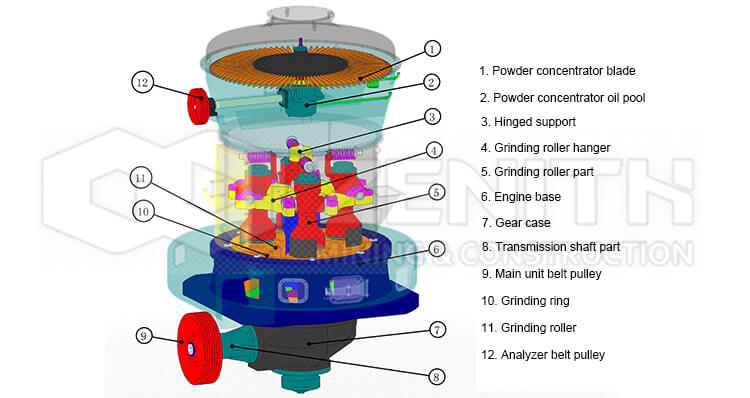 1
2
3
4
5
6
7
8
9
10
11
12
1. Powder concentrator blade
2. Powder concentrator oil pool
3. Hinged support
4. Grinding roller hanger
5. Grinding roller part
6. Engine base
7. Gear case
8. Transmission shaft part
9. Main unit belt pulley
10. Grinding ring
11. Grinding roller
12. Analyzer belt pulley
ZENITH
MINING & CONSTRUCTION